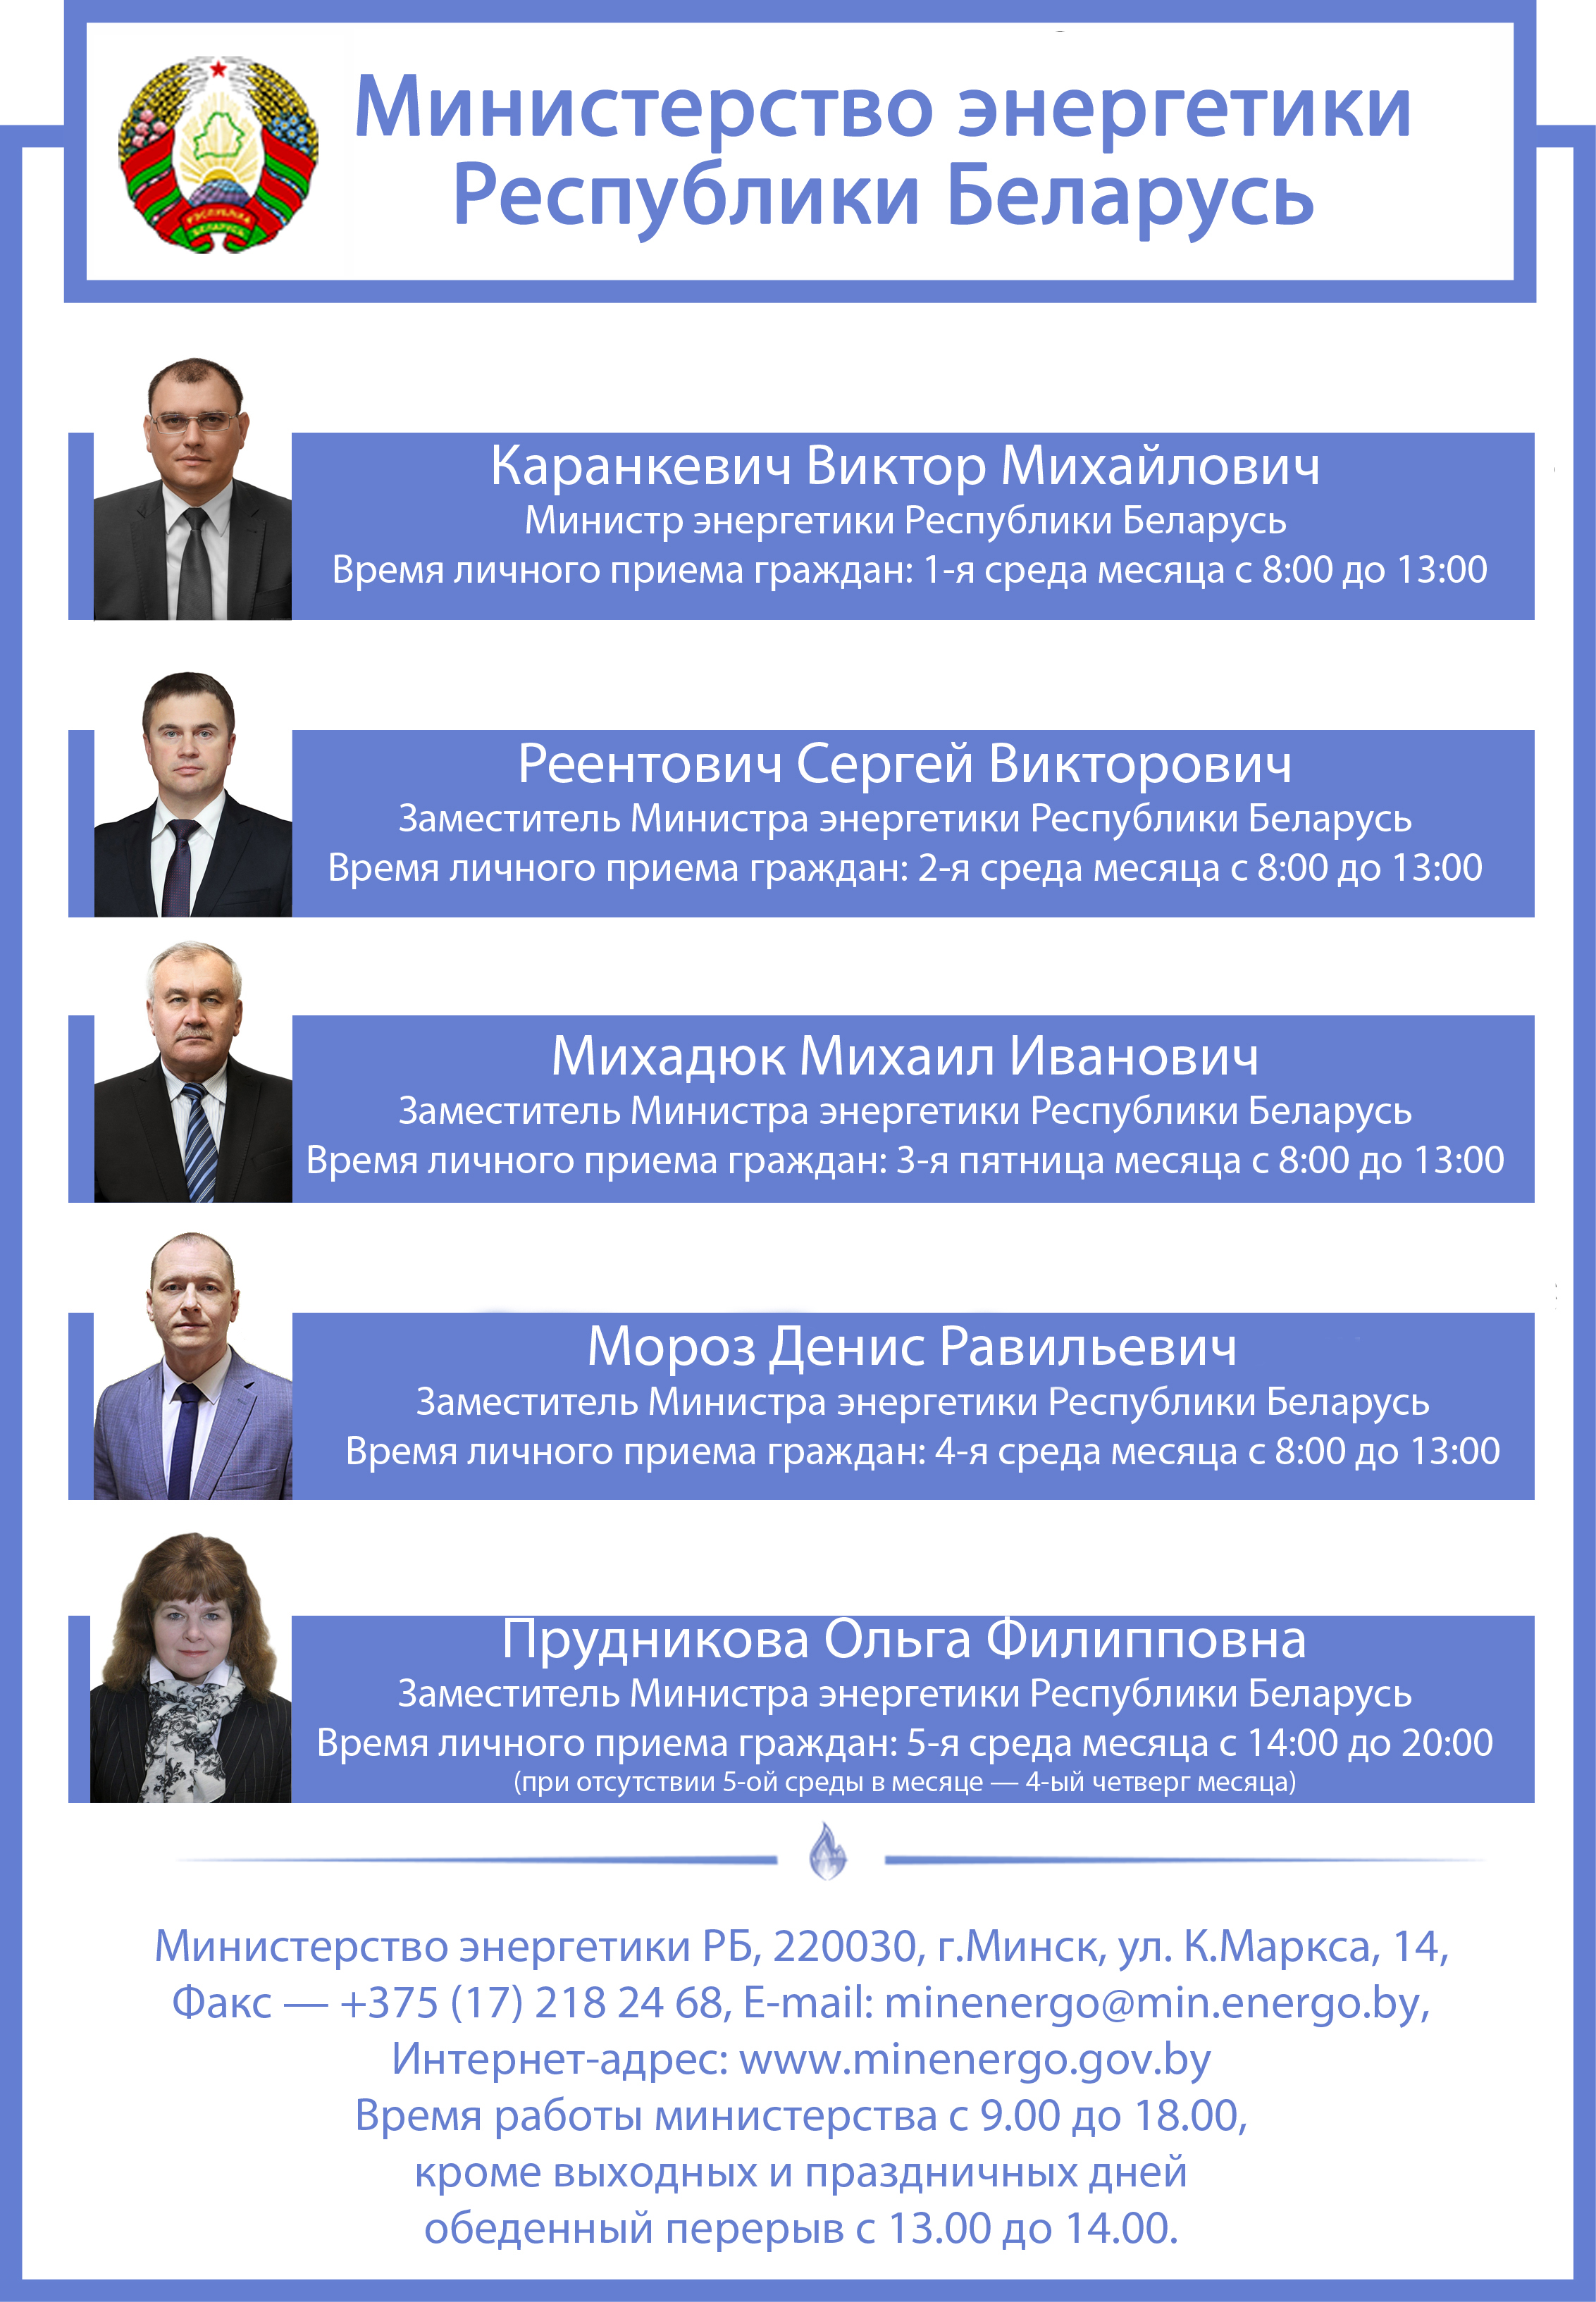 Министерство энергетики
Республики Беларусь
РЭСПУБЛІКА
БЕЛАРУСЬ
Каранкевич Виктор Михайлович
Министр энергетики Республики Беларусь
Время личного приема граждан: 1-я среда месяца с 8:00 до 13:00
Реентович Сергей Викторович
Заместитель Министра энергетики Республики Беларусь
Время личного приема граждан: 2-я среда месяца с 8:00 до 13:00
Михадюк Михаил Иванович
Заместитель Министра энергетики Республики Беларусь
Время личного приема граждан: 3-я пятница месяца с 8:00 до 13:00
Мороз Денис Равильевич
Заместитель Министра энергетики Республики Беларусь
Время личного приема граждан: 4-я среда месяца с 8:00 до 13:00
Прудникова Ольга Филипповна
Заместитель Министра энергетики Республики Беларусь
Время личного приема граждан: 5-я среда месяца с 14:00 до 20:00
(при отсутствии 5-ой среды в месяце — 4-ый четверг месяца)
Министерство энергетики РБ, 220030, г.Минск, ул. К.Маркса, 14,
Факс — +375 (17) 218 24 68, E-mail: minenergo@min.energo.by,
Интернет-адрес: www.minenergo.gov.by
Время работы министерства с 9.00 до 18.00,
кроме выходных и праздничных дней
обеденный перерыв с 13.00 до 14.00.